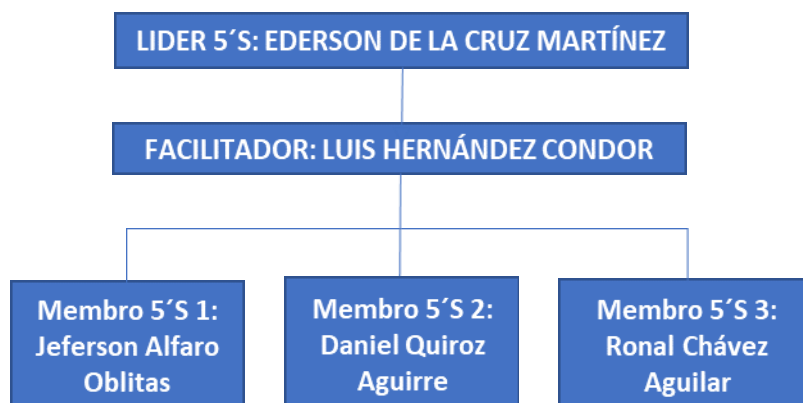 LIDER 5´S: EDERSON DE LA CRUZ MARTÍNEZ
FACILITADOR: LUIS HERNÁNDEZ CONDOR
Membro 5´S 1:
Jeferson Alfaro
Oblitas
Membro 5´S 2:
Daniel Quiroz
Aguirre
Membro 5´S 3:
Ronal Chávez
Aguilar